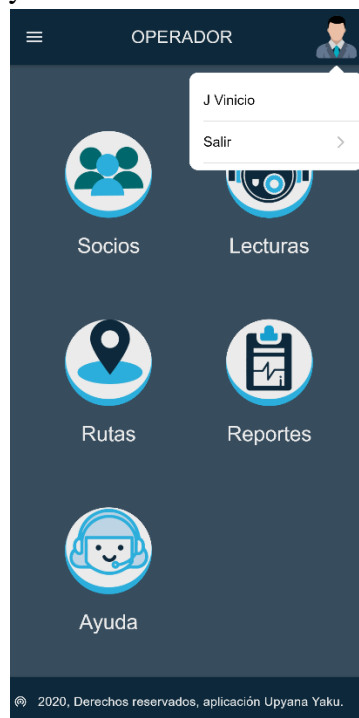 OPERADOR
J Vinicio
Salir
Socios
Lecturas
Rutas
Reportes
Ayuda
2020, Derechos reservados, aplicación Upyana Yaku.